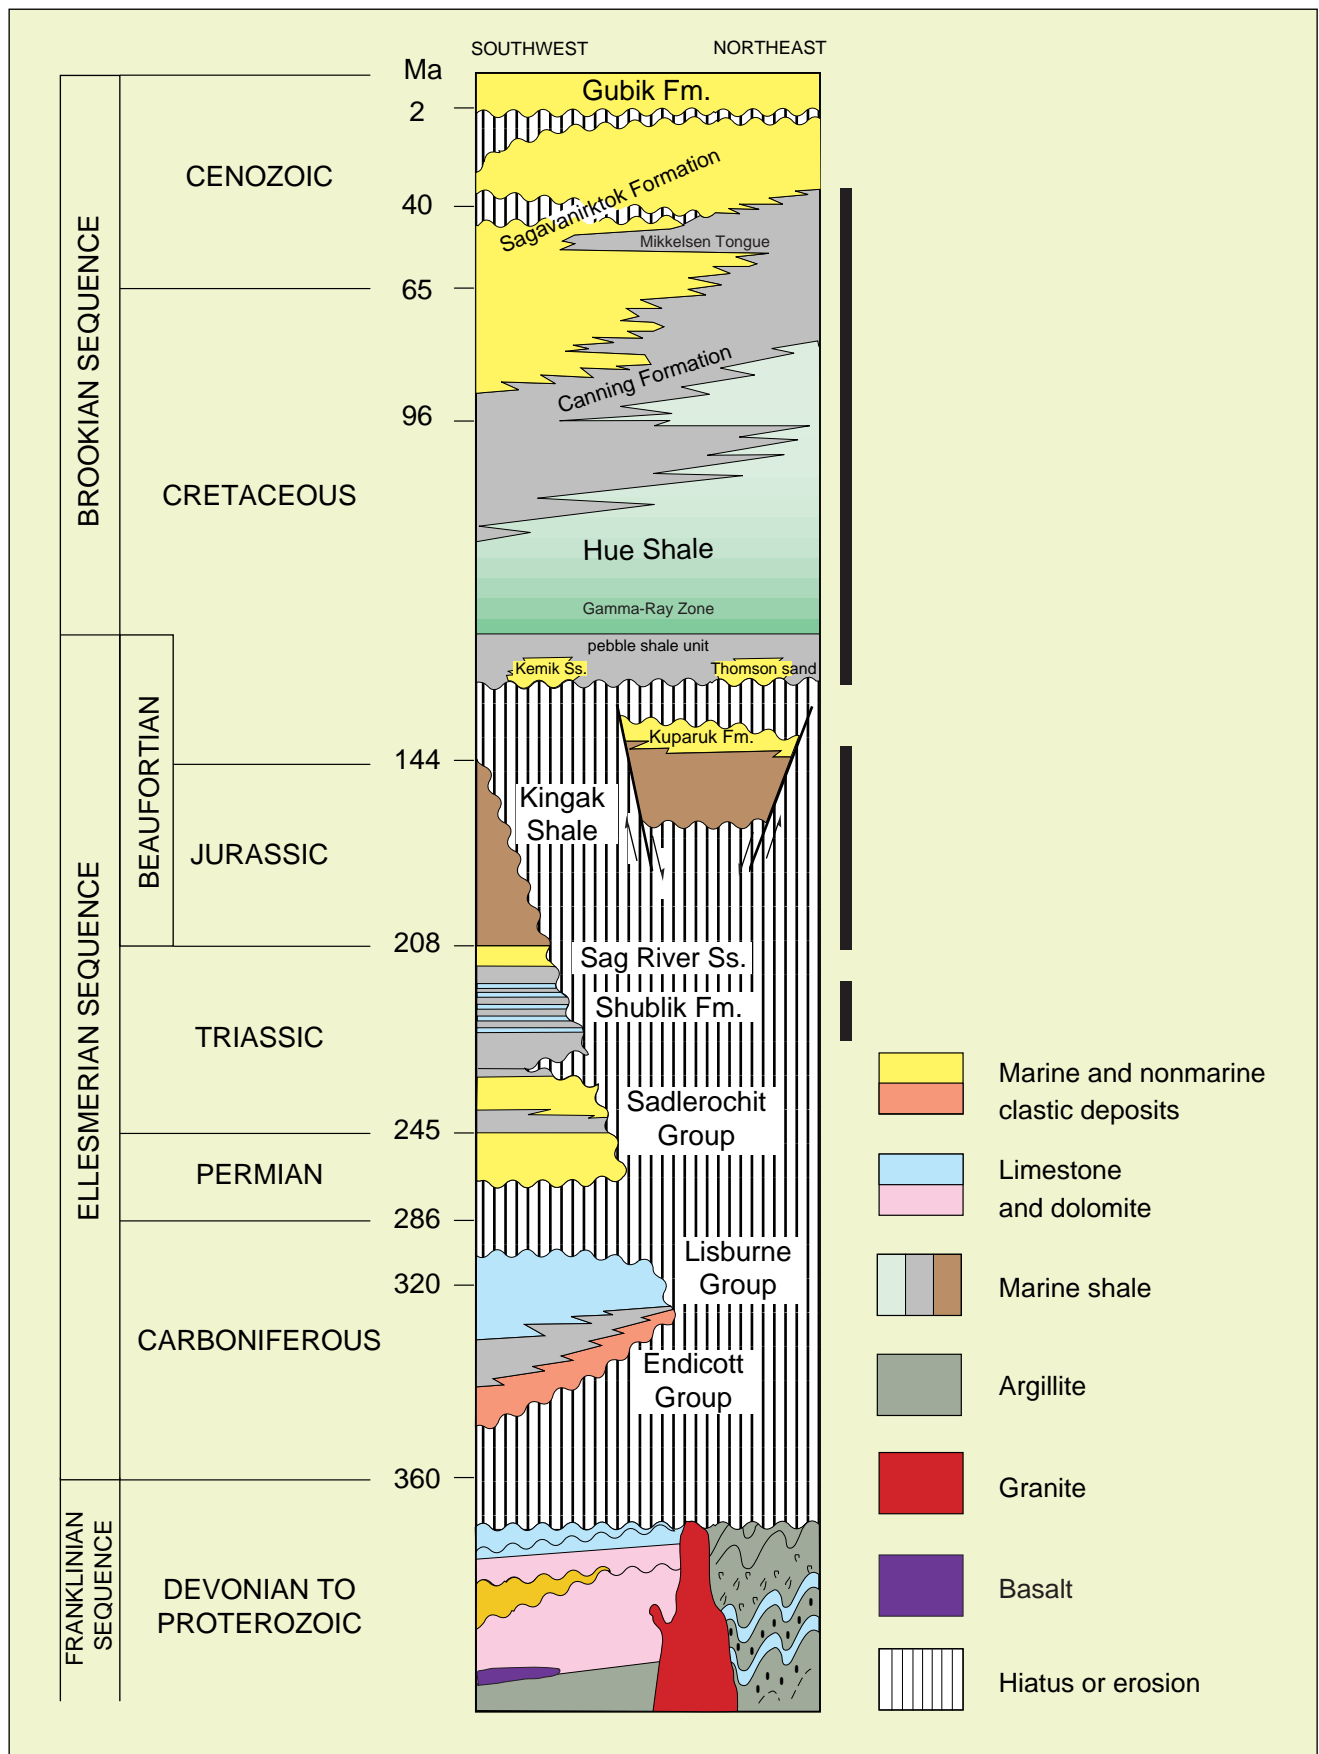 SOUTHWEST
NORTHEAST
Ma
2
40
65
96
144
208
245
286
320
360
BROOKIAN SEQUENCE
ELLESMERIAN SEQUENCE
BEAUFORTIAN
FRANKLINIAN
SEQUENCE
CENOZOIC
CRETACEOUS
JURASSIC
TRIASSIC
PERMIAN
CARBONIFEROUS
DEVONIAN TO
PROTEROZOIC
Gubik Fm.
Sagavanirktok Formation
Mikkelsen Tongue
Canning Formation
Hue Shale
Gamma-Ray Zone
pebble shale unit
Kemik Ss.
Thomson sand
Kuparuk Fm.
Kingak
Shale
Sag River Ss.
Shublik Fm.
Sadlerochit
Group
Lisburne
Group
Endicott
Group
Marine and nonmarine
clastic deposits
Limestone
and dolomite
Marine shale
Argillite
Granite
Basalt
Hiatus or erosion